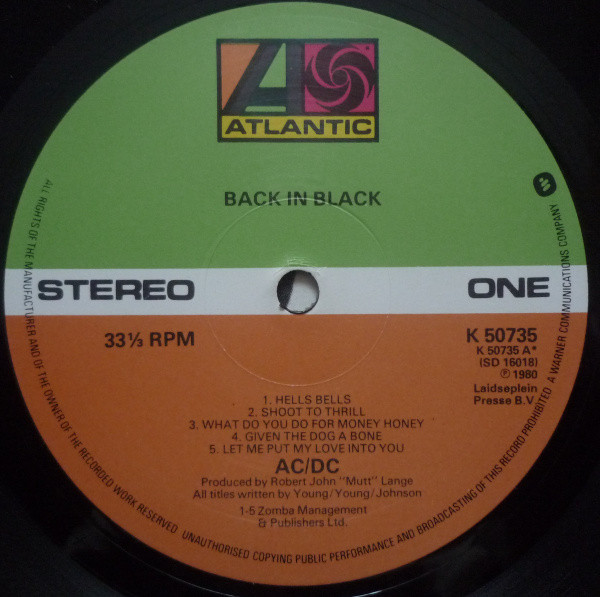 ATLANTIC
BACK IN BLACK
STEREO
ONE
33⅓ RPM
K 50735
K 50735 A*
(SD 16018)
℗ 1980
Laidseplein
Presse B.V.
1. HELLS BELLS
2. SHOOT TO THRILL
3. WHAT DO YOU DO FOR MONEY HONEY
4. GIVEN THE DOG A BONE
5. LET ME PUT MY LOVE INTO YOU
AC/DC
Produced by Robert John "Mutt" Lange
All titles written by Young/Young/Johnson
1-5 Zomba Management
& Publishers Ltd.
ALL RIGHTS OF THE MANUFACTURER AND OF THE OWNER OF THE RECORDED WORK RESERVED UNAUTHORISED COPYING PUBLIC PERFORMANCE AND BROADCASTING OF THIS RECORD PROHIBITED A WARNER COMMUNICATIONS COMPANY